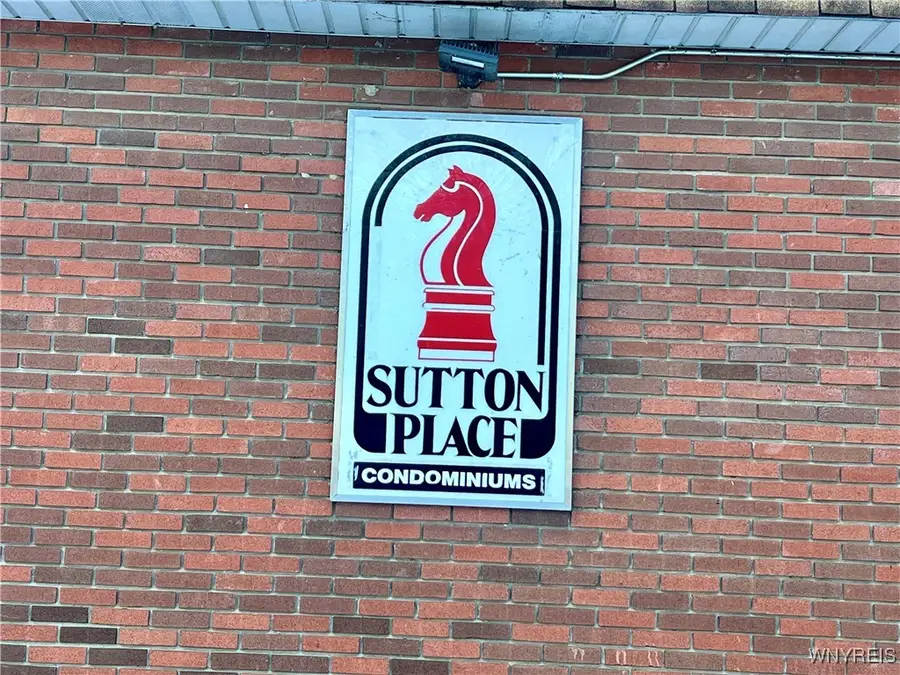 SUTTON
PLACE
CONDOMINIUMS
WNYREIS